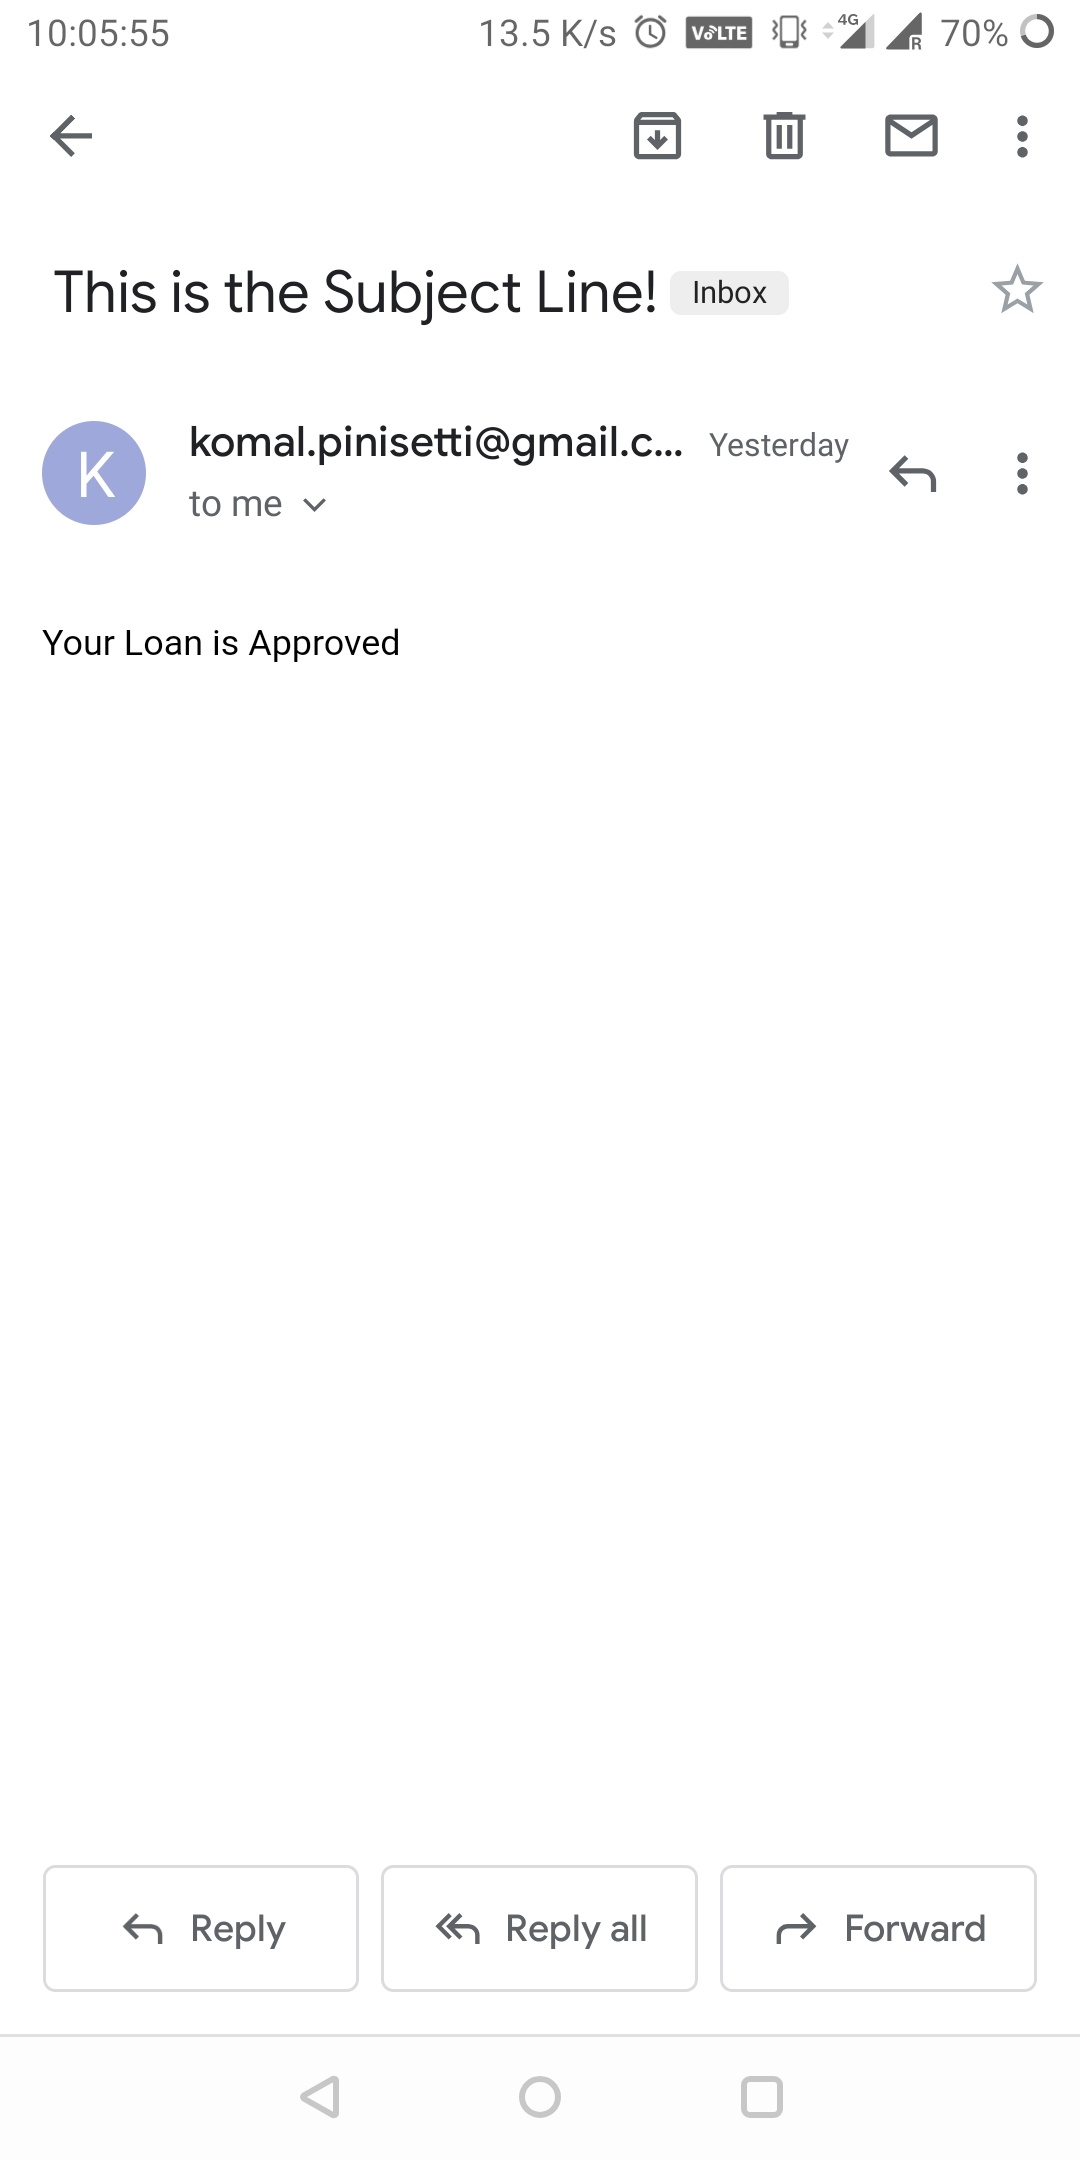 10:05:55 13.5 K/s VoLTE 4G R 70%
This is the Subject Line! Inbox
K
komal.pinisetti@gmail.c... Yesterday
to me
Your Loan is Approved
Reply Reply all Forward